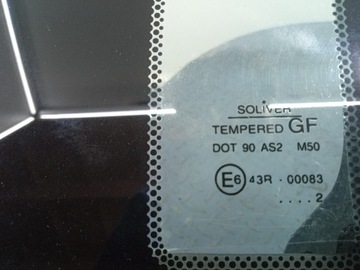 SOLIVER
TEMPERED GF
DOT 90 AS2 M50
E6 43R - 00083
....2